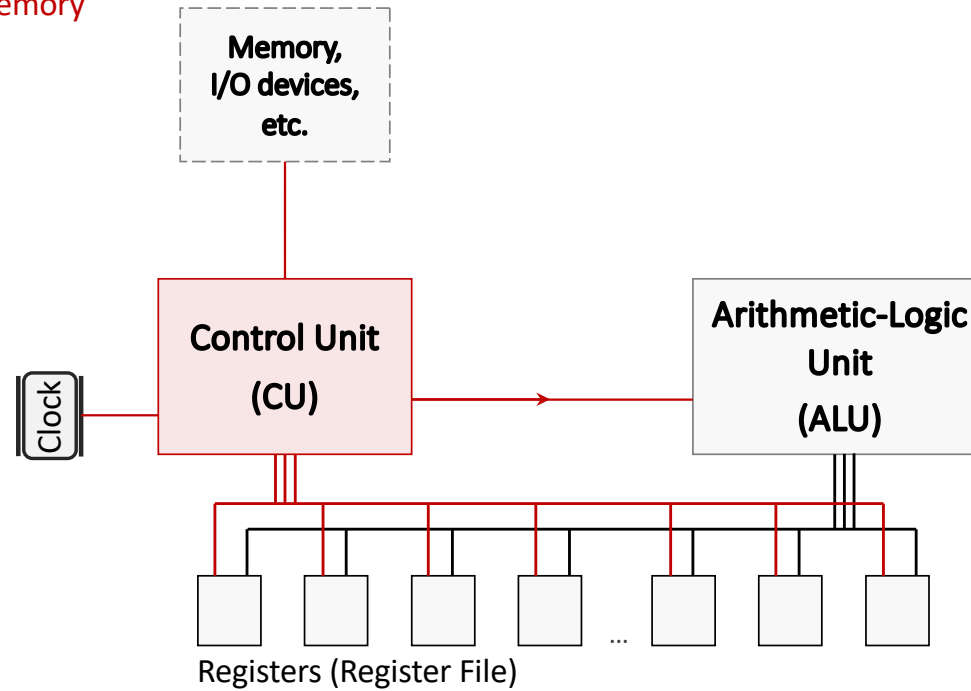 emory
Memory,
I/O devices,
etc.
Control Unit
(CU)
Arithmetic-Logic
Unit
(ALU)
Clock
...
Registers (Register File)